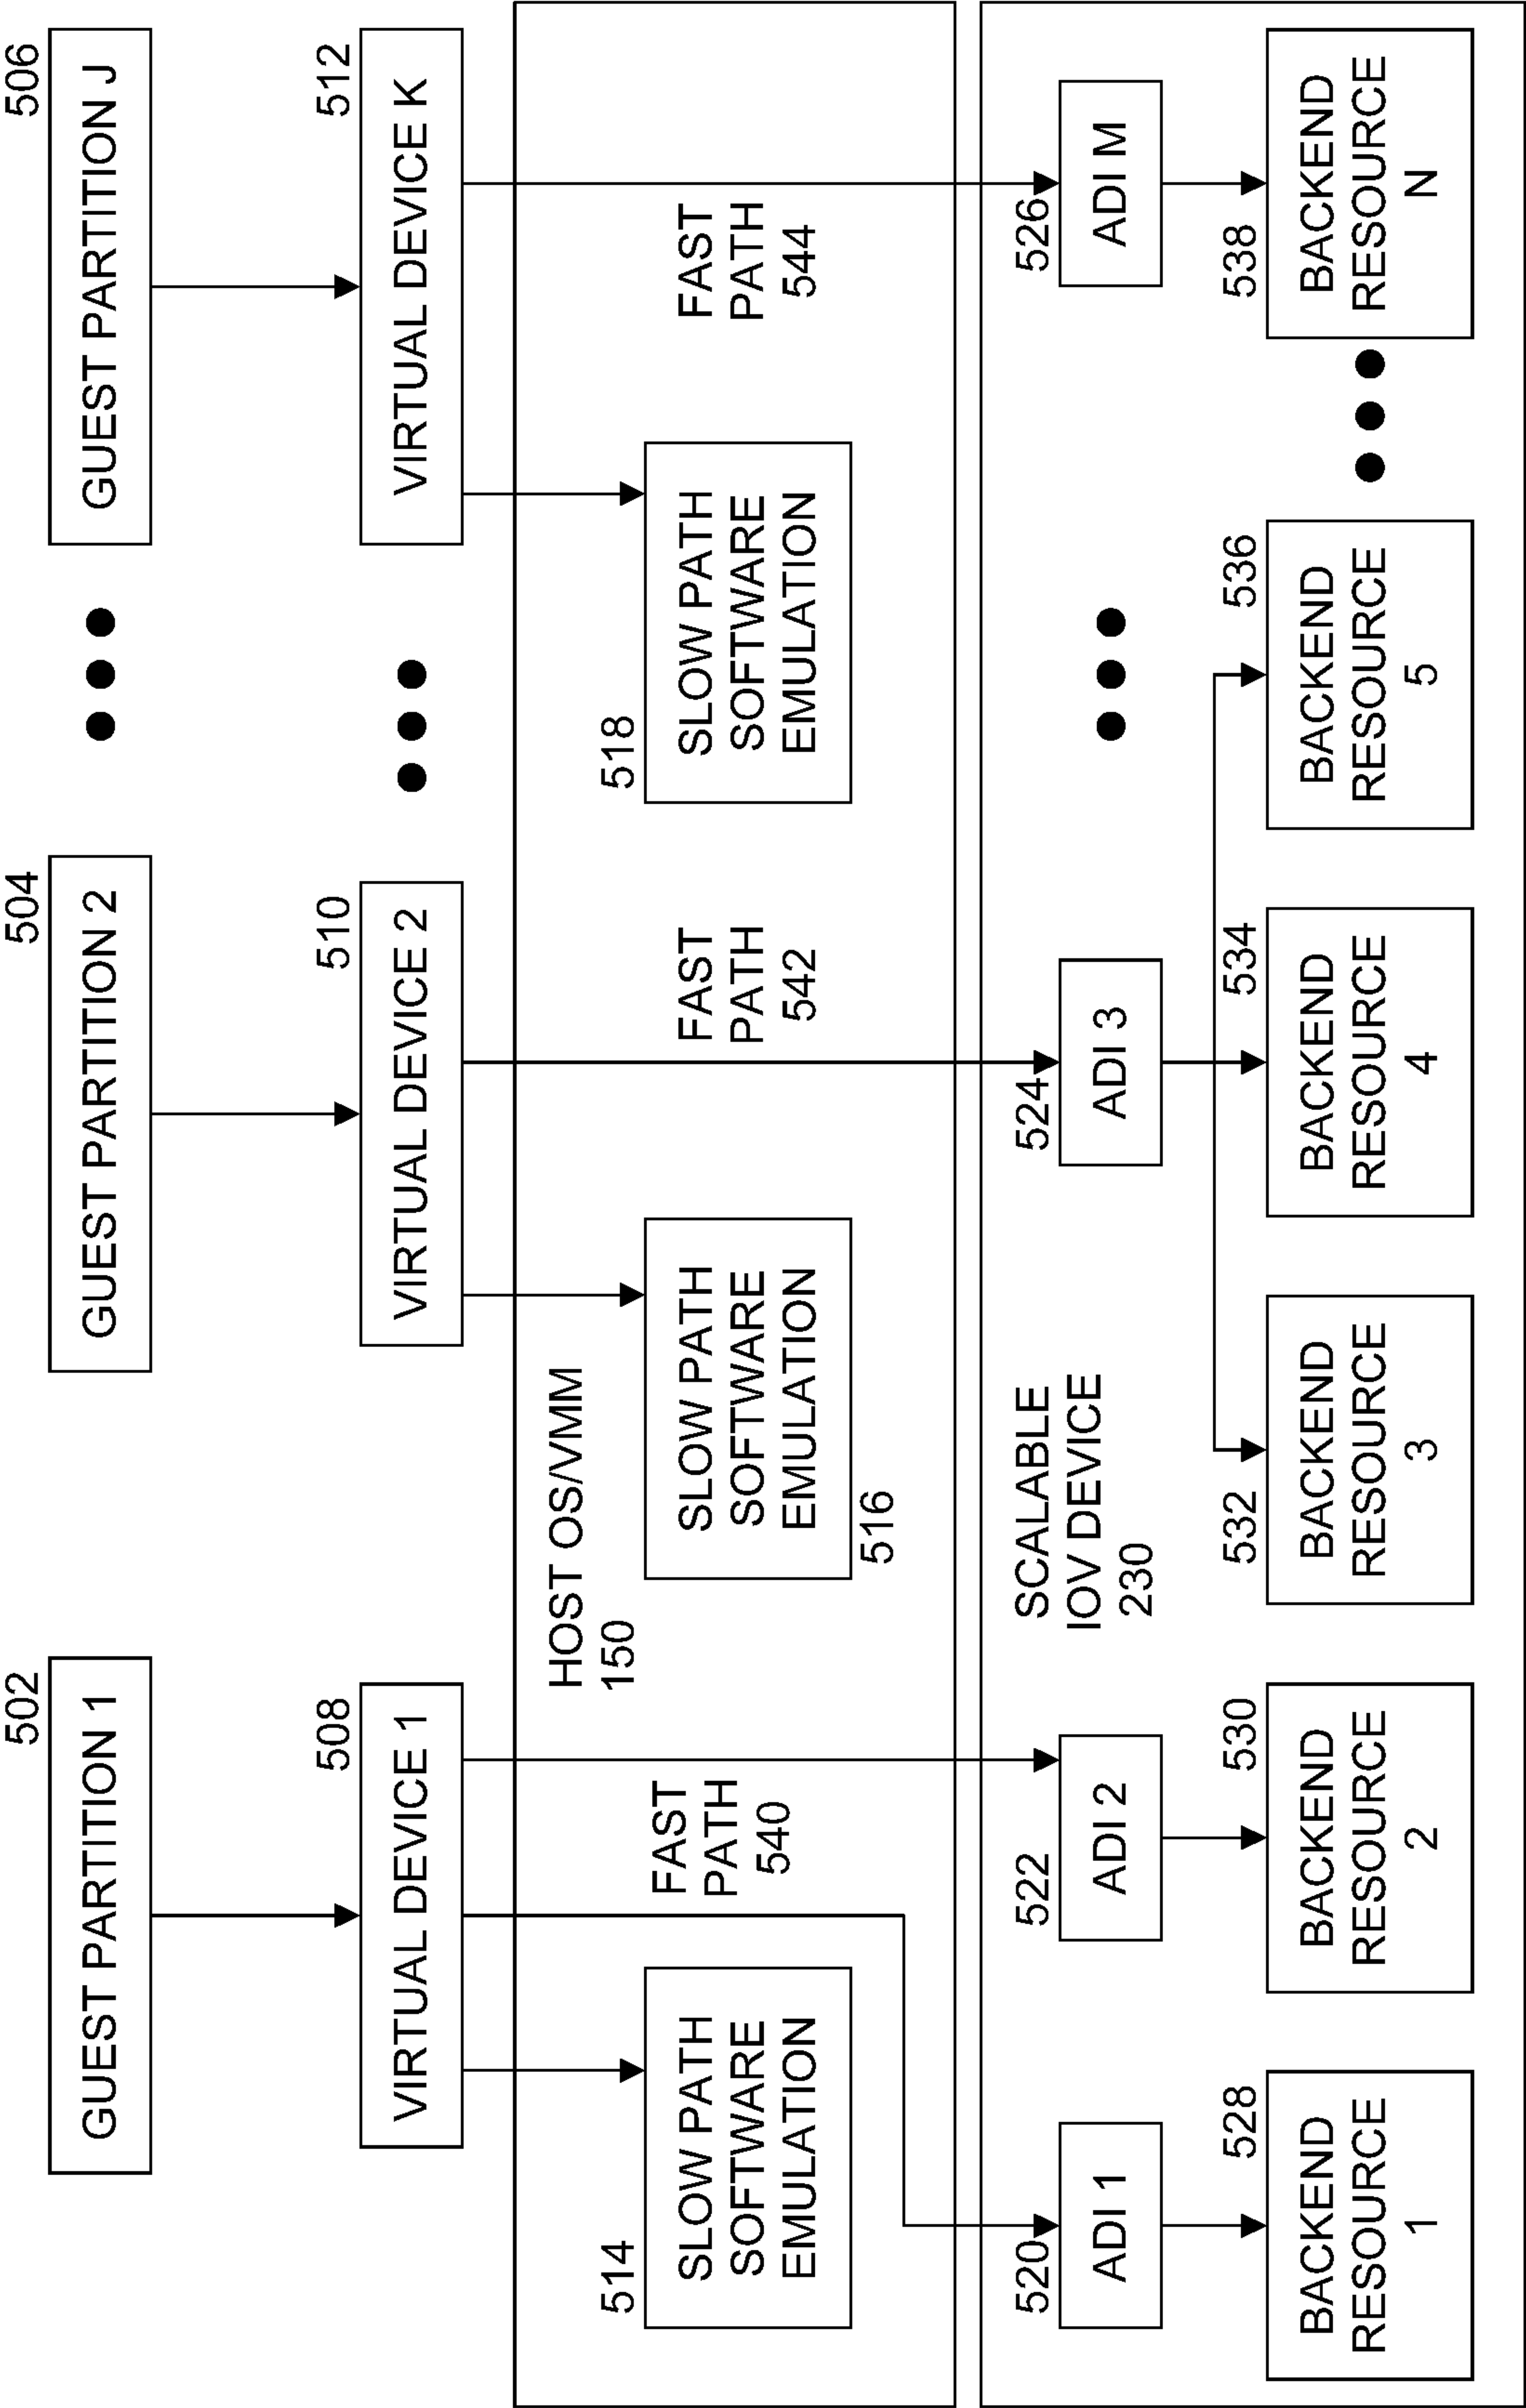 502
GUEST PARTITION 1
504
GUEST PARTITION 2
506
GUEST PARTITION J
508
VIRTUAL DEVICE 1
510
VIRTUAL DEVICE 2
512
VIRTUAL DEVICE K
HOST OS/VMM
150
514
SLOW PATH
SOFTWARE
EMULATION
FAST
PATH
540
SLOW PATH
SOFTWARE
EMULATION
516
FAST
PATH
542
518
SLOW PATH
SOFTWARE
EMULATION
FAST
PATH
544
SCALABLE
IOV DEVICE
230
520
ADI 1
522
ADI 2
524
ADI 3
526
ADI M
528
BACKEND
RESOURCE
1
530
BACKEND
RESOURCE
2
532
BACKEND
RESOURCE
3
534
BACKEND
RESOURCE
4
536
BACKEND
RESOURCE
5
538
BACKEND
RESOURCE
N